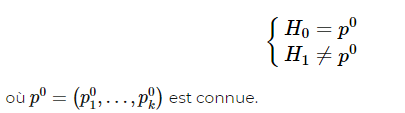 H₀ = p⁰
H₁ ≠ p⁰
où p⁰ = (p₁⁰, . . . , pₖ⁰) est connue.